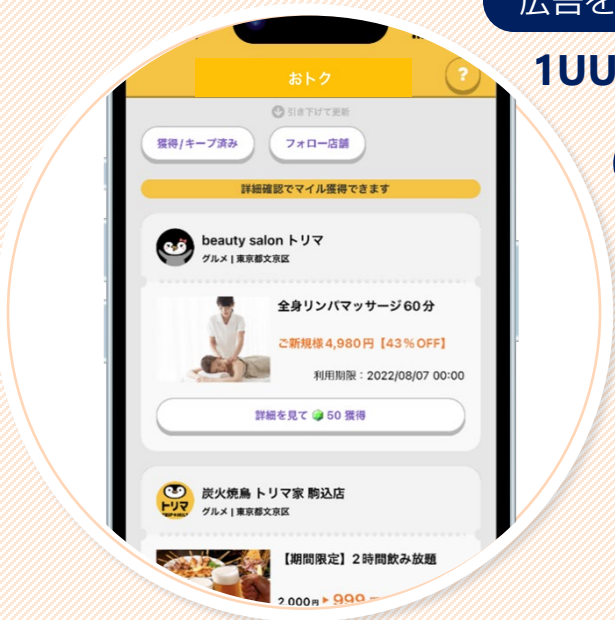 広告を
1UU
おトク
?
引き下げて更新
獲得/キープ済み
フォロー店舗
詳細確認でマイル獲得できます
beauty salon トリマ
グルメ | 東京都文京区
全身リンパマッサージ60分
ご新規様4,980円【43%OFF】
利用期限：2022/08/07 00:00
詳細を見て 50 獲得
トリマ
炭火焼鳥 トリマ家 駒込店
グルメ | 東京都文京区
【期間限定】2時間飲み放題
2,000円 ▶ 999